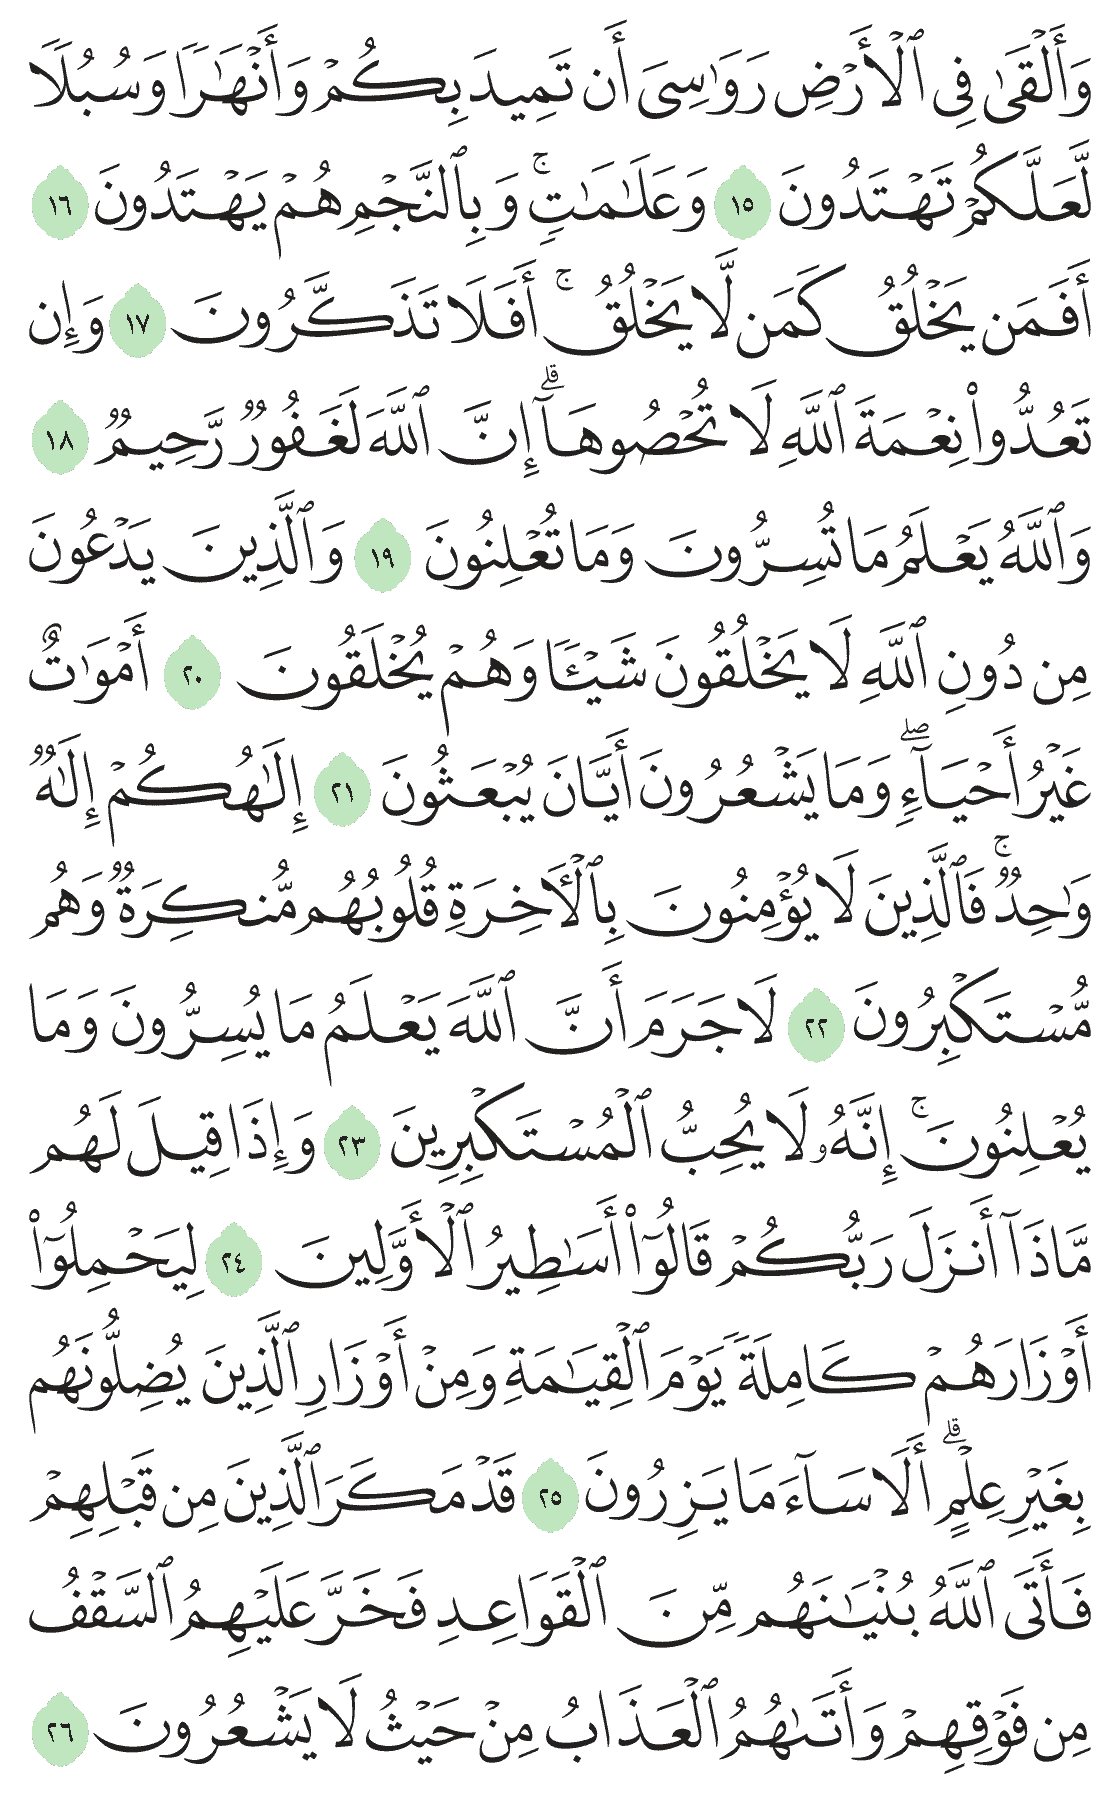 وَأَلْقَىٰ فِى ٱلْأَرْضِ رَوَٰسِىَ أَن تَمِيدَ بِكُمْ وَأَنْهَـٰرًا وَسُبُلًا
لَّعَلَّكُمْ تَهْتَدُونَ ١٥ وَعَلَـٰمَـٰتٍ ۚ وَبِٱلنَّجْمِ هُمْ يَهْتَدُونَ ١٦
أَفَمَن يَخْلُقُ كَمَن لَّا يَخْلُقُ ۚ أَفَلَا تَذَكَّرُونَ ١٧ وَإِن
تَعُدُّوا۟ نِعْمَةَ ٱللَّهِ لَا تُحْصُوهَآ ۗ إِنَّ ٱللَّهَ لَغَفُورٌ رَّحِيمٌ ١٨
وَٱللَّهُ يَعْلَمُ مَا تُسِرُّونَ وَمَا تُعْلِنُونَ ١٩ وَٱلَّذِينَ يَدْعُونَ
مِن دُونِ ٱللَّهِ لَا يَخْلُقُونَ شَيْـًٔا وَهُمْ يُخْلَقُونَ ٢٠ أَمْوَٰتٌ
غَيْرُ أَحْيَآءٍ ۖ وَمَا يَشْعُرُونَ أَيَّانَ يُبْعَثُونَ ٢١ إِلَـٰهُكُمْ إِلَـٰهٌ
وَٰحِدٌ ۚ فَٱلَّذِينَ لَا يُؤْمِنُونَ بِٱلْـَٔاخِرَةِ قُلُوبُهُم مُّنكِرَةٌ وَهُم
مُّسْتَكْبِرُونَ ٢٢ لَا جَرَمَ أَنَّ ٱللَّهَ يَعْلَمُ مَا يُسِرُّونَ وَمَا
يُعْلِنُونَ ۚ إِنَّهُۥ لَا يُحِبُّ ٱلْمُسْتَكْبِرِينَ ٢٣ وَإِذَا قِيلَ لَهُم
مَّاذَآ أَنزَلَ رَبُّكُمْ قَالُوٓا۟ أَسَـٰطِيرُ ٱلْأَوَّلِينَ ٢٤ لِيَحْمِلُوٓا۟
أَوْزَارَهُمْ كَامِلَةً يَوْمَ ٱلْقِيَـٰمَةِ وَمِنْ أَوْزَارِ ٱلَّذِينَ يُضِلُّونَهُم
بِغَيْرِ عِلْمٍ ۗ أَلَا سَآءَ مَا يَزِرُونَ ٢٥ قَدْ مَكَرَ ٱلَّذِينَ مِن قَبْلِهِمْ
فَأَتَى ٱللَّهُ بُنْيَـٰنَهُم مِّنَ ٱلْقَوَاعِدِ فَخَرَّ عَلَيْهِمُ ٱلسَّقْفُ
مِن فَوْقِهِمْ وَأَتَىٰهُمُ ٱلْعَذَابُ مِنْ حَيْثُ لَا يَشْعُرُونَ ٢٦